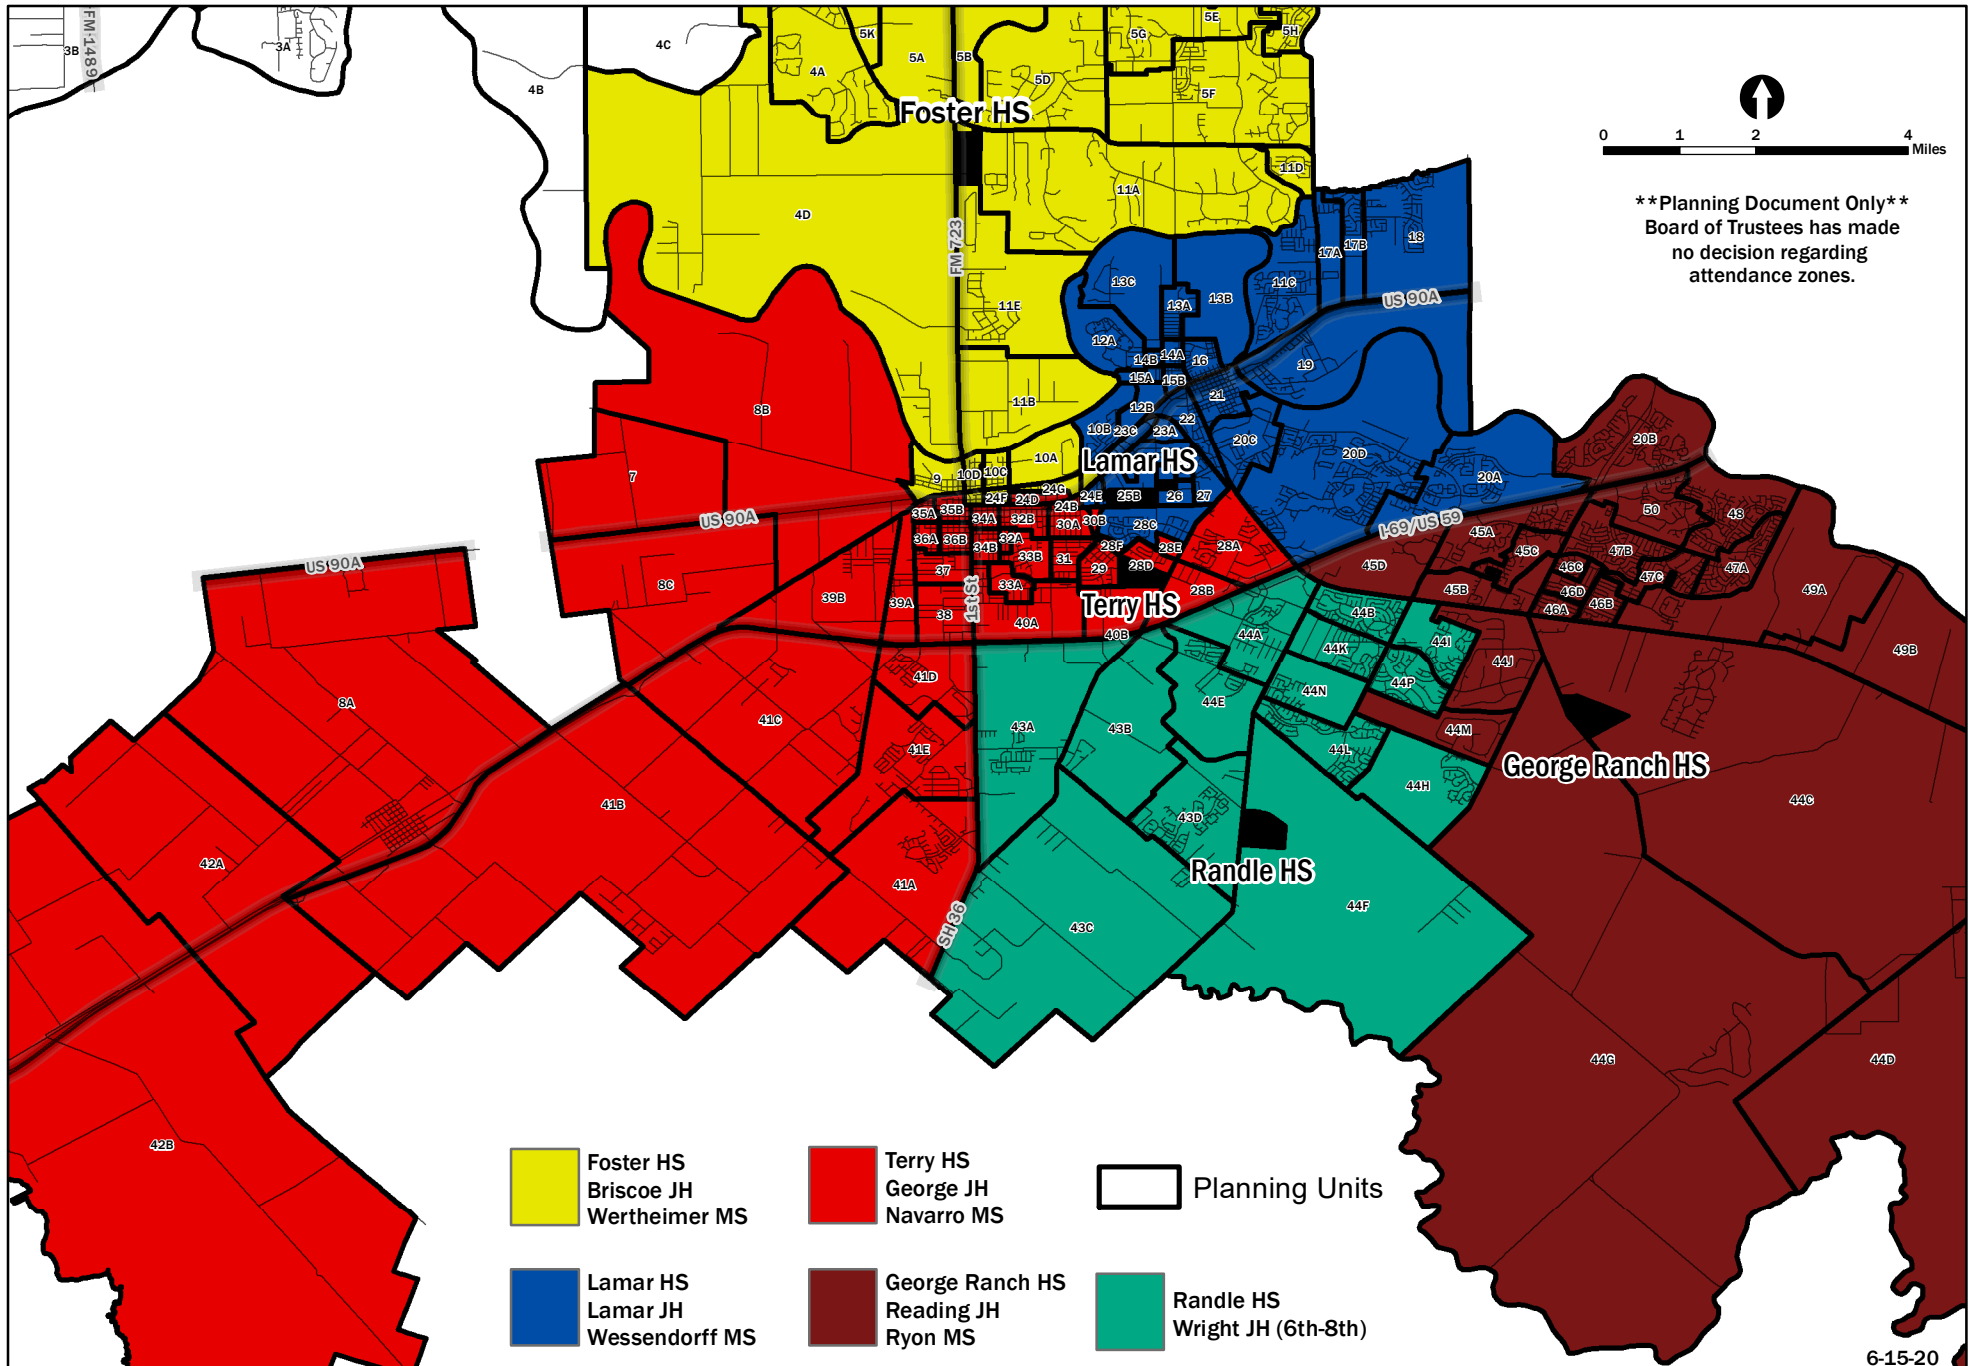 FM 1489
3B
3A
4B
4C
4A
5K
5A
5B
5D
5G
5E
5H
5F
Foster HS
0 1 2 4
Miles
**Planning Document Only**
Board of Trustees has made
no decision regarding
attendance zones.
4D
11A
11D
FM 723
11E
11B
13C
13A
13B
11C
17A
17B
18
US 90A
12A
14B
14A
16
15A
15B
19
12B
21
22
10B
23C
23A
20C
20D
20A
20B
Lamar HS
8B
7
9
10D
10C
10A
24G
24F
24D
24E
25B
26
27
24B
US 90A
35A
35B
34A
32B
30A
30B
28C
36A
36B
34B
32A
33B
31
28F
28E
28A
29
28D
28B
37
33A
1st St
Terry HS
38
39A
39B
40A
40B
8C
US 90A
I-69/US 59
45A
45C
45D
45B
50
48
47B
47C
47A
46C
46D
46A
46B
49A
49B
44B
44A
44K
44I
44J
44P
44N
44E
44M
44L
44H
George Ranch HS
44C
8A
41C
41D
41E
43A
43B
43D
41B
41A
42A
Randle HS
SH 36
43C
44F
44G
44D
42B
Foster HS
Briscoe JH
Wertheimer MS
Terry HS
George JH
Navarro MS
Planning Units
Lamar HS
Lamar JH
Wessendorff MS
George Ranch HS
Reading JH
Ryon MS
Randle HS
Wright JH (6th-8th)
6-15-20